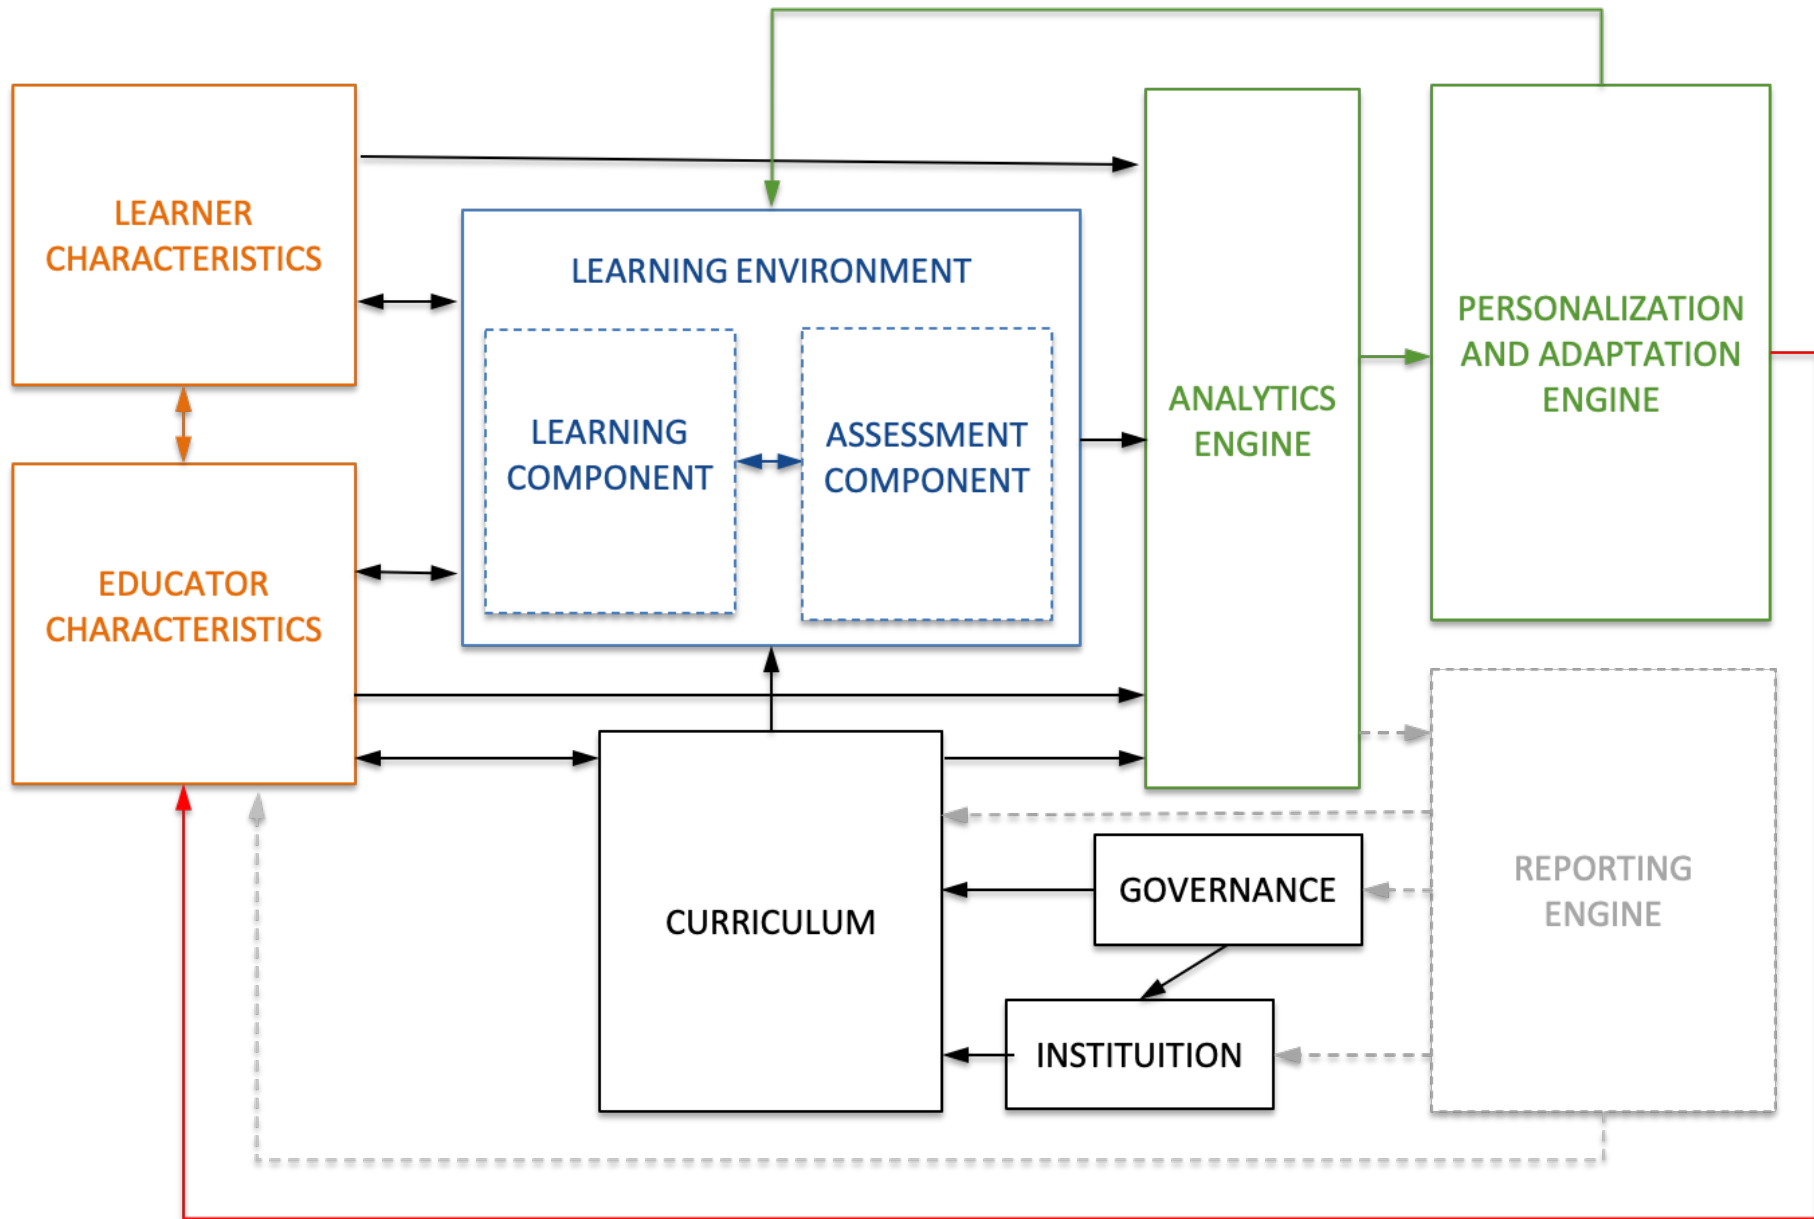 LEARNER
CHARACTERISTICS
LEARNING ENVIRONMENT
LEARNING
COMPONENT
ASSESSMENT
COMPONENT
ANALYTICS
ENGINE
PERSONALIZATION
AND ADAPTATION
ENGINE
EDUCATOR
CHARACTERISTICS
CURRICULUM
GOVERNANCE
INSTITUITION
REPORTING
ENGINE